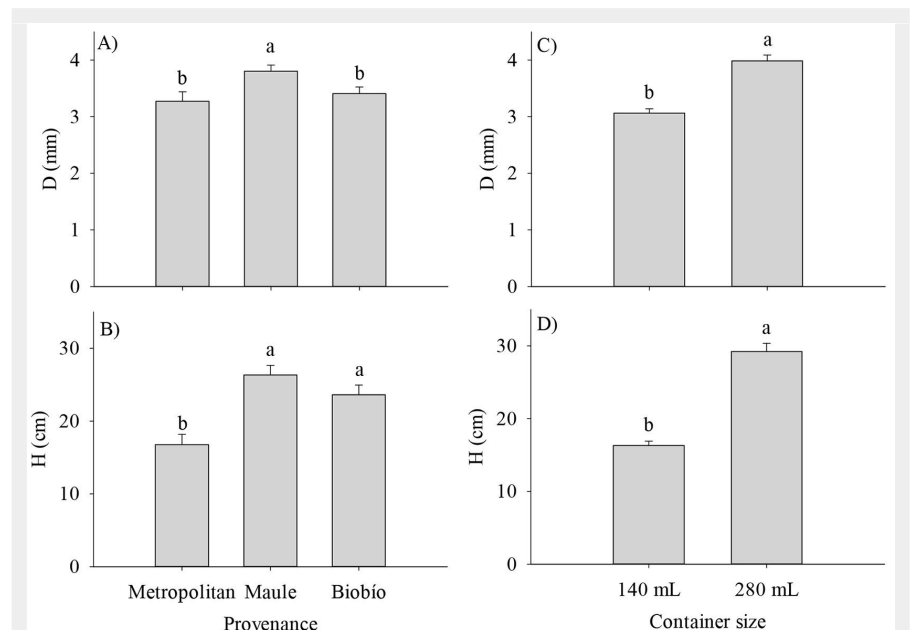 A)
D (mm)
4
3
2
1
0
b
a
b
B)
H (cm)
30
20
10
0
b
a
a
Metropolitan Maule Biobío
Provenance
C)
D (mm)
4
3
2
1
0
b
a
D)
H (cm)
30
20
10
0
b
a
140 mL 280 mL
Container size